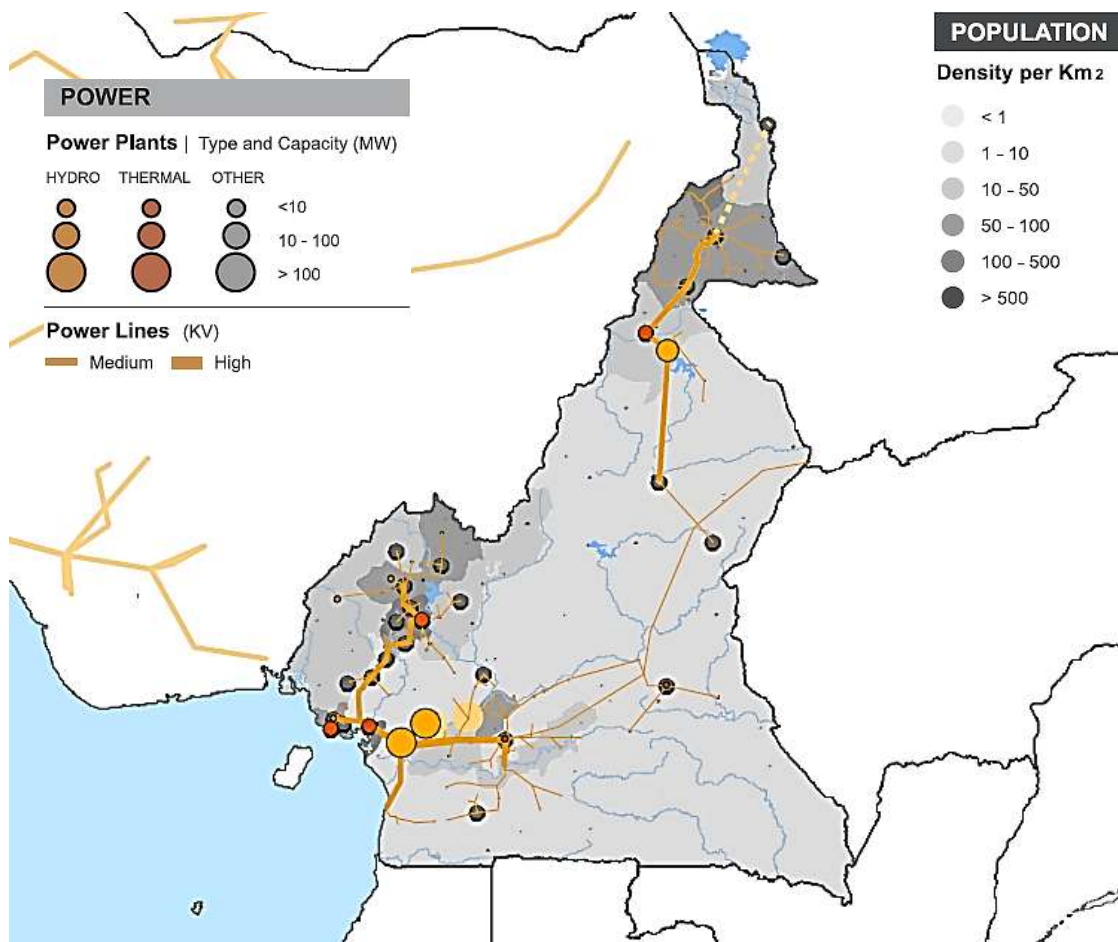 POWER
Power Plants | Type and Capacity (MW)
HYDRO THERMAL OTHER
<10
10 - 100
> 100
Power Lines (KV)
Medium High
POPULATION
Density per Km2
< 1
1 - 10
10 - 50
50 - 100
100 - 500
> 500